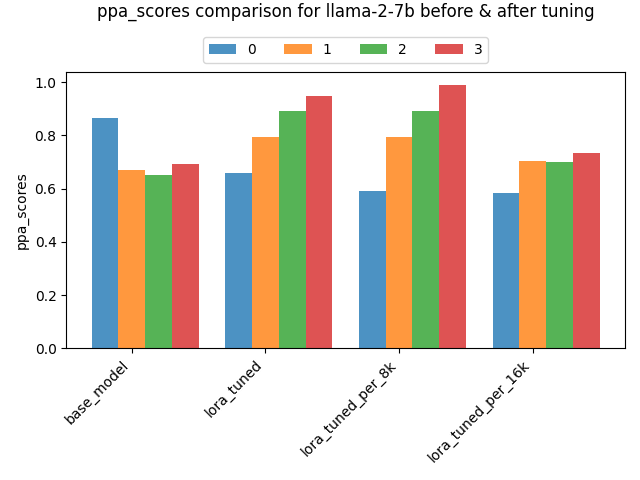 ppa_scores comparison for llama-2-7b before & after tuning
0 1 2 3
1.0
0.8
0.6
0.4
0.2
0.0
ppa_scores
base_model
lora_tuned
lora_tuned_per_8k
lora_tuned_per_16k